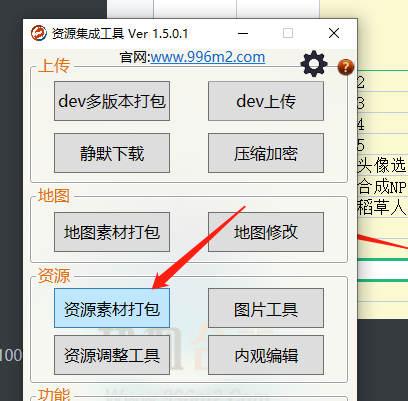 资源集成工具 Ver 1.5.0.1
官网:www.996m2.com
上传
dev多版本打包 dev上传
静默下载 压缩加密
地图
地图素材打包 地图修改
资源
资源素材打包 图片工具
资源调整工具 内观编辑
功能
2
3
4
5
头像选
合成NP
稻草人
100